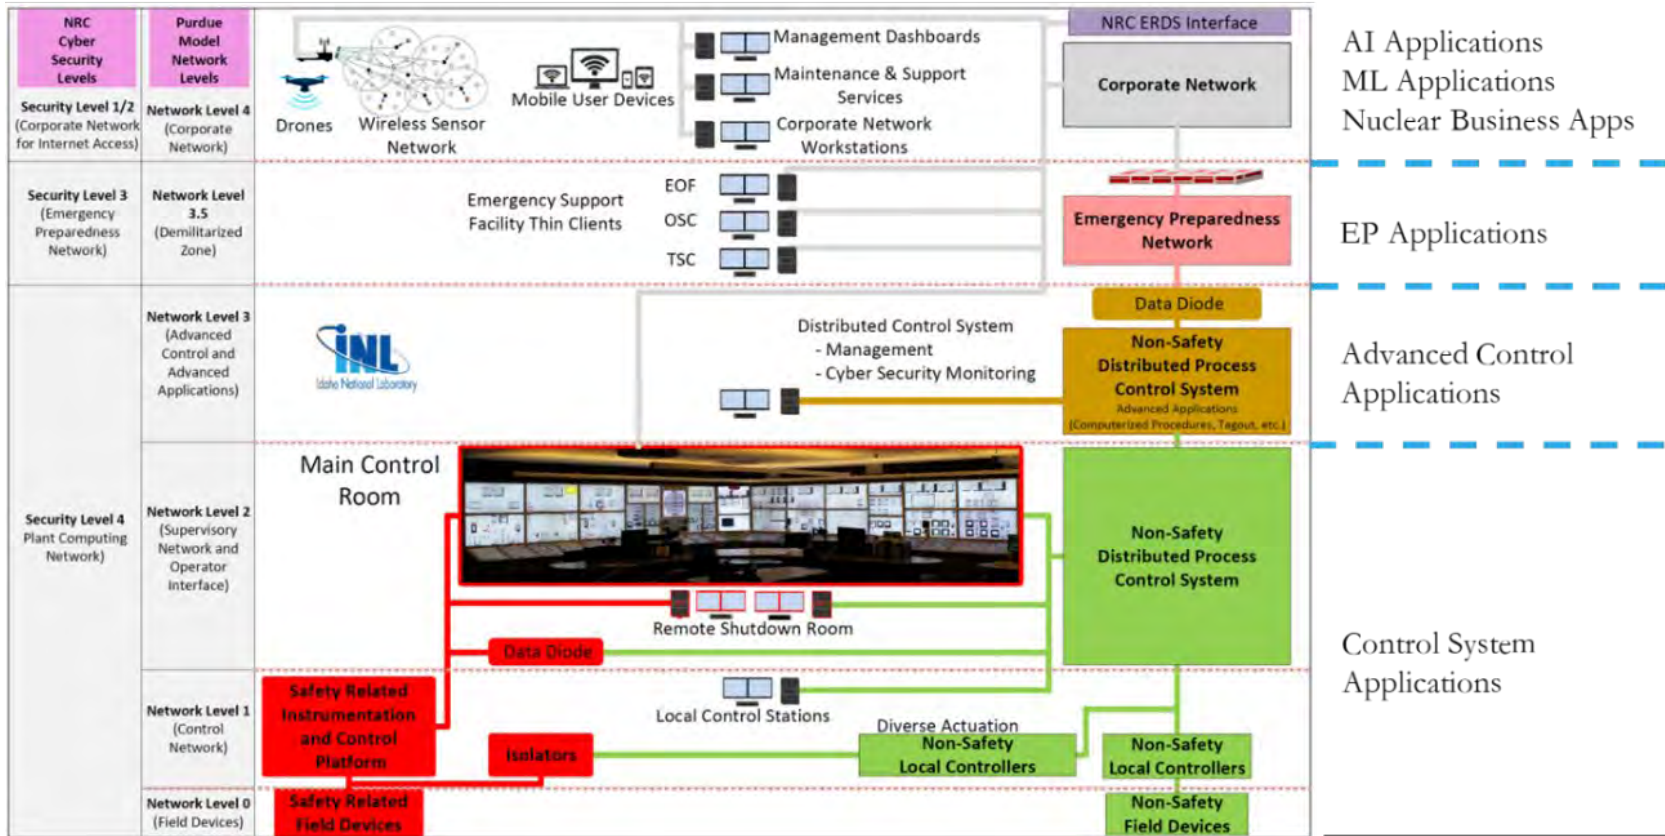 NRC
Cyber
Security
Levels
Purdue
Model
Network
Levels
Security Level 1/2
(Corporate Network
for Internet Access)
Network Level 4
(Corporate
Network)
Drones
Wireless Sensor
Network
Mobile User Devices
Management Dashboards
Maintenance & Support
Services
Corporate Network
Workstations
NRC ERDS Interface
Corporate Network
AI Applications
ML Applications
Nuclear Business Apps
Security Level 3
(Emergency
Preparedness
Network)
Network Level
3.5
(Demilitarized
Zone)
Emergency Support
Facility Thin Clients
EOF
OSC
TSC
Emergency Preparedness
Network
EP Applications
Network Level 3
(Advanced
Control and
Advanced
Applications)
INL
Idaho National Laboratory
Distributed Control System
- Management
- Cyber Security Monitoring
Data Diode
Non-Safety
Distributed Process
Control System
Advanced Applications
(Computerized Procedures, Tagout, etc.)
Advanced Control
Applications
Security Level 4
Plant Computing
Network)
Network Level 2
(Supervisory
Network and
Operator
Interface)
Main Control
Room
Remote Shutdown Room
Data Diode
Non-Safety
Distributed Process
Control System
Control System
Applications
Network Level 1
(Control
Network)
Safety Related
Instrumentation
and Control
Platform
Isolators
Local Control Stations
Diverse Actuation
Non-Safety
Local Controllers
Non-Safety
Local Controllers
Network Level 0
(Field Devices)
Safety Related
Field Devices
Non-Safety
Field Devices